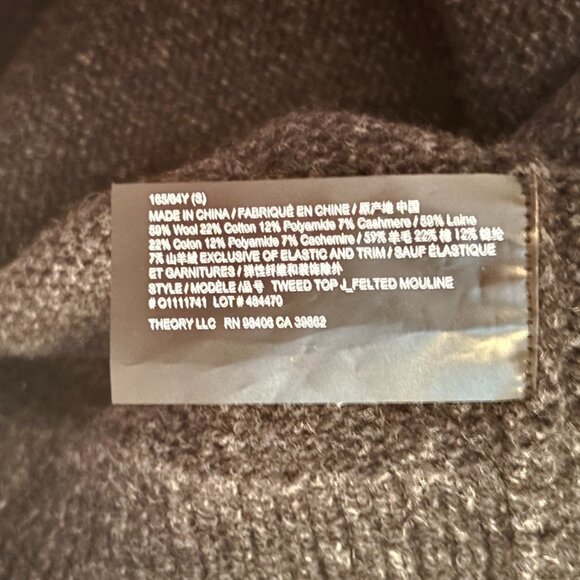 165/84Y (S)
MADE IN CHINA / FABRIQUÉ EN CHINE / 原产地 中国
59% Wool 22% Cotton 12% Polyamide 7% Cashmere / 59% Laine
22% Coton 12% Polyamide 7% Cachemire / 59% 羊毛 22% 棉 12% 锦纶
7% 山羊绒 EXCLUSIVE OF ELASTIC AND TRIM / SAUF ÉLASTIQUE
ET GARNITURES / 弹性纤维和装饰除外
STYLE / MODÈLE /品号 TWEED TOP J_FELTED MOULINE
# O1111741 LOT # 484470
THEORY LLC RN 98406 CA 39662